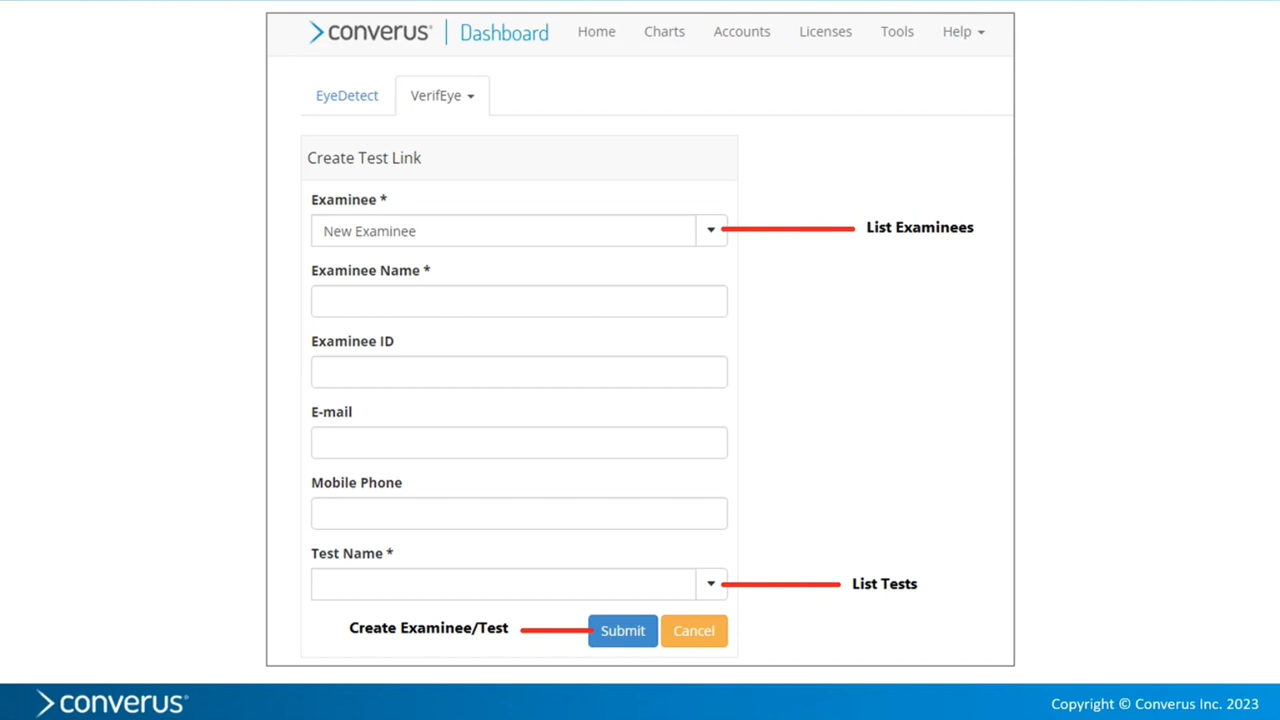 converus® Dashboard Home Charts Accounts Licenses Tools Help
EyeDetect VerifEye
Create Test Link
Examinee *
New Examinee
List Examinees
Examinee Name *
Examinee ID
E-mail
Mobile Phone
Test Name *
List Tests
Create Examinee/Test
Submit Cancel
converus® Copyright © Converus Inc. 2023